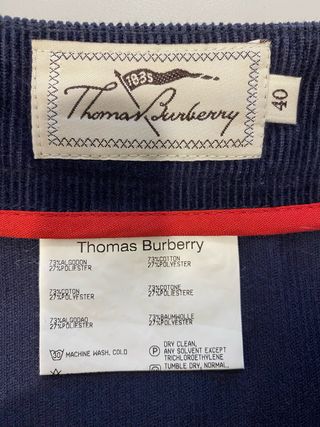 1835
Thomas Burberry
40
Thomas Burberry
73%ALGODON
27%POLIESTER
73%COTTON
27%POLYESTER
73%COTON
27%POLYESTER
73%COTONE
27%POLIESTERE
73%ALGODAO
27%POLIESTER
73%BAUMWOLLE
27%POLYESTER
30 MACHINE WASH, COLD
P DRY CLEAN,
ANY SOLVENT EXCEPT
TRICHLOROETHYLENE
TUMBLE DRY, NORMAL,